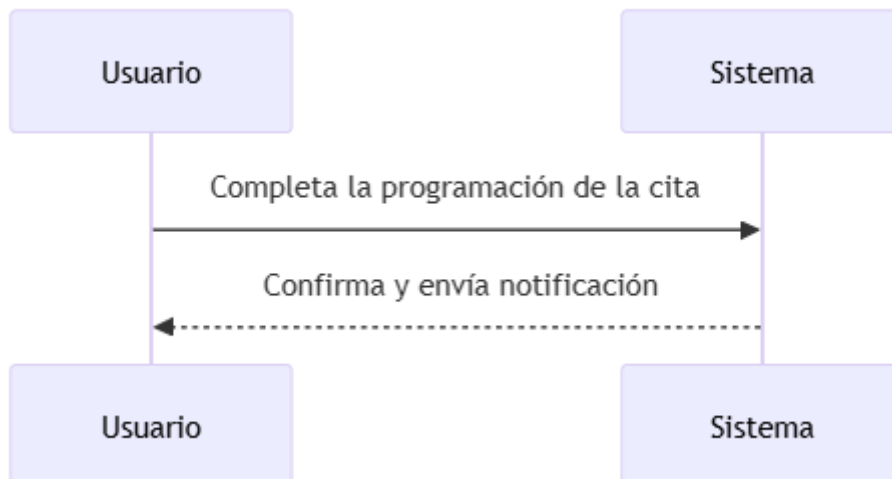 Usuario
Sistema
Completa la programación de la cita
Confirma y envía notificación
Usuario
Sistema